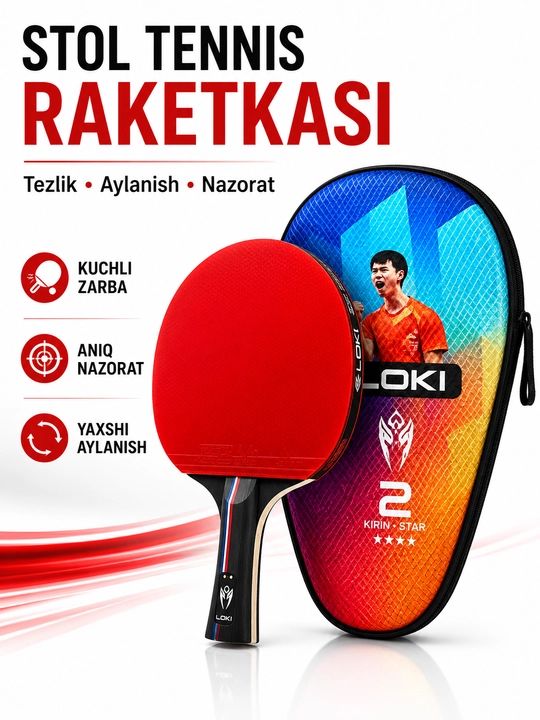 STOL TENNIS
RAKETKASI
Tezlik • Aylanish • Nazorat
KUCHLI
ZARBA
ANIQ
NAZORAT
YAXSHI
AYLANISH
LOKI
LOKI
2
KIRIN • STAR
LOKI